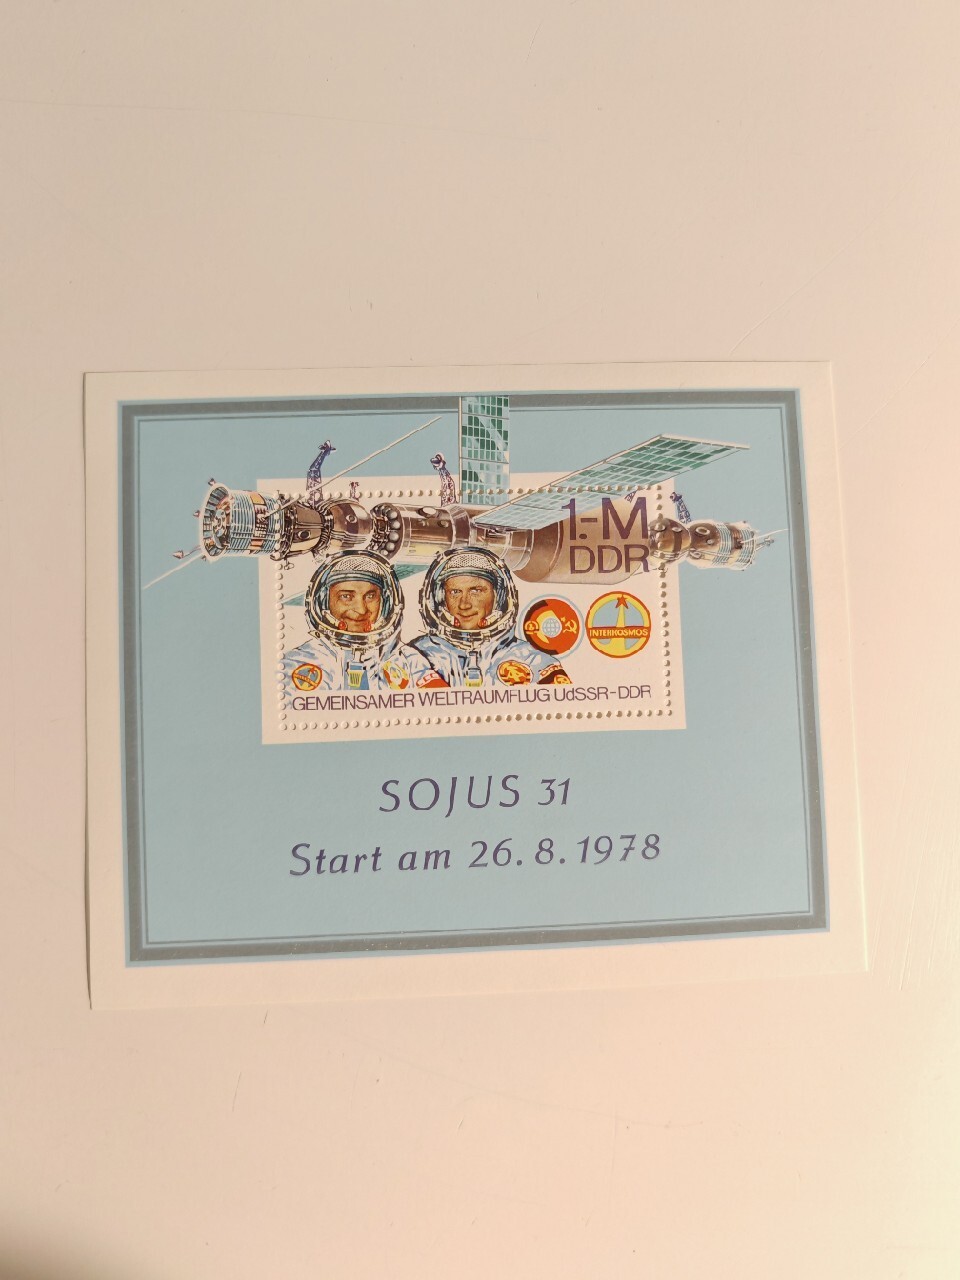 1.-M
DDR
INTERKOSMOS
GEMEINSAMER WELTRAUMFLUG UdSSR-DDR
SOJUS 31
Start am 26.8.1978